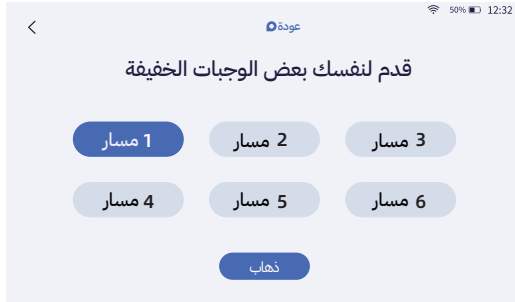 50% 12:32
عودة
قدم لنفسك بعض الوجبات الخفيفة
مسار 1 مسار 2 مسار 3
مسار 4 مسار 5 مسار 6
ذهاب